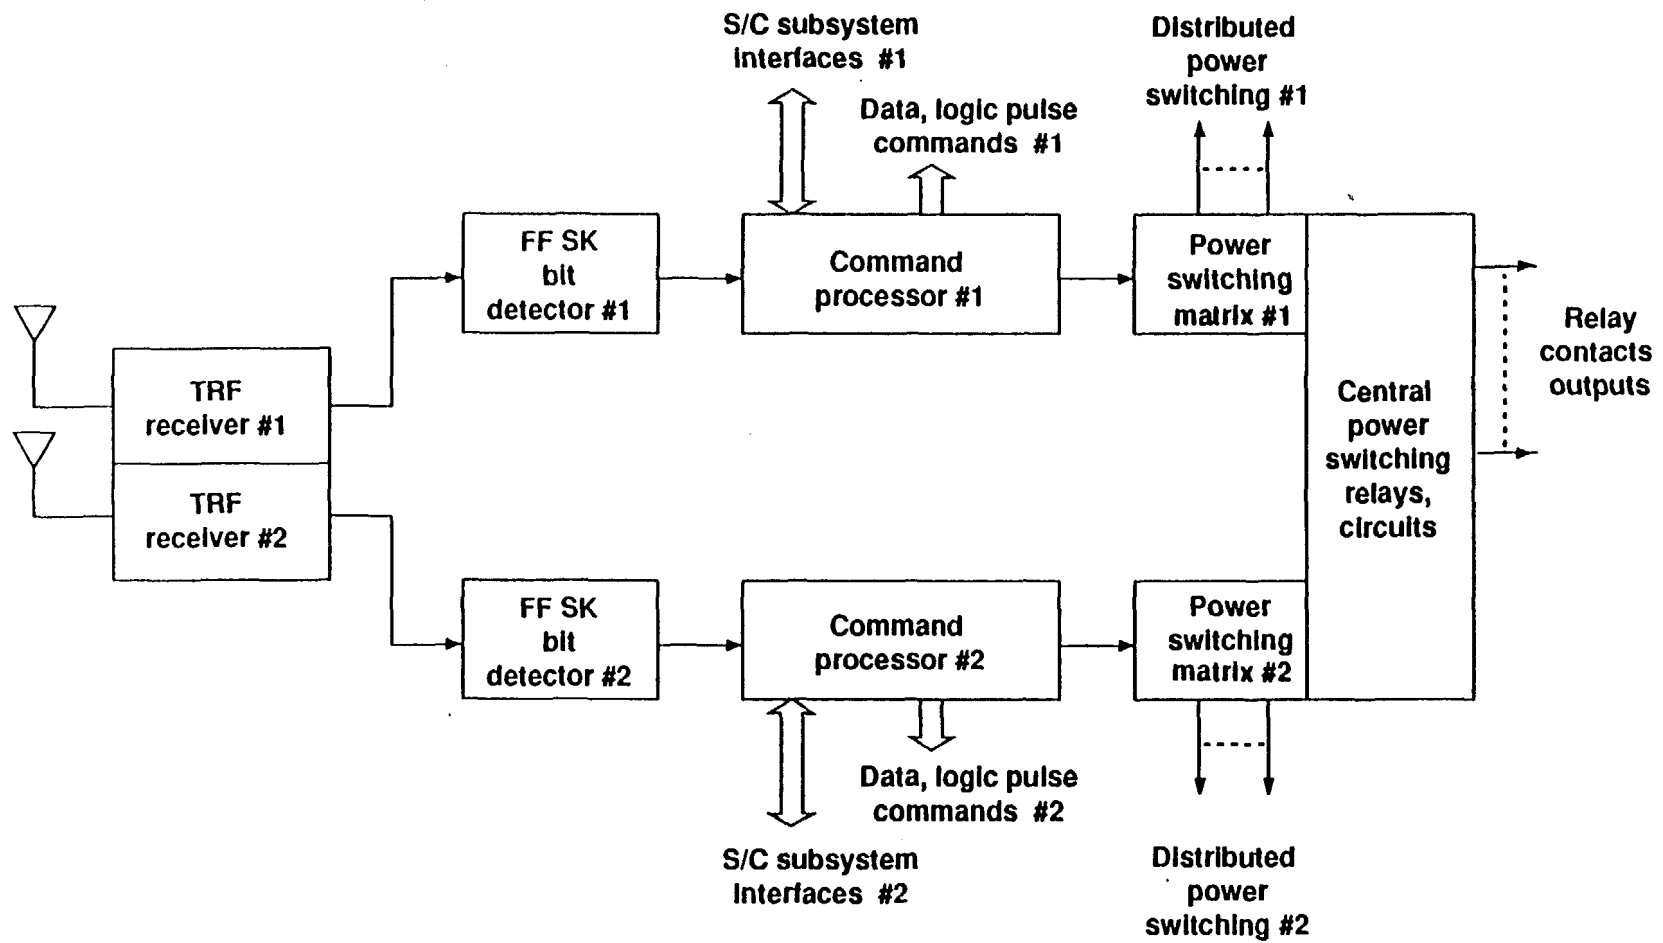 S/C subsystem
interfaces #1
Distributed
power
switching #1
Data, logic pulse
commands #1
FF SK
bit
detector #1
Command
processor #1
Power
switching
matrix #1
TRF
receiver #1
TRF
receiver #2
Central
power
switching
relays,
circuits
Relay
contacts
outputs
FF SK
bit
detector #2
Command
processor #2
Power
switching
matrix #2
Data, logic pulse
commands #2
S/C subsystem
interfaces #2
Distributed
power
switching #2